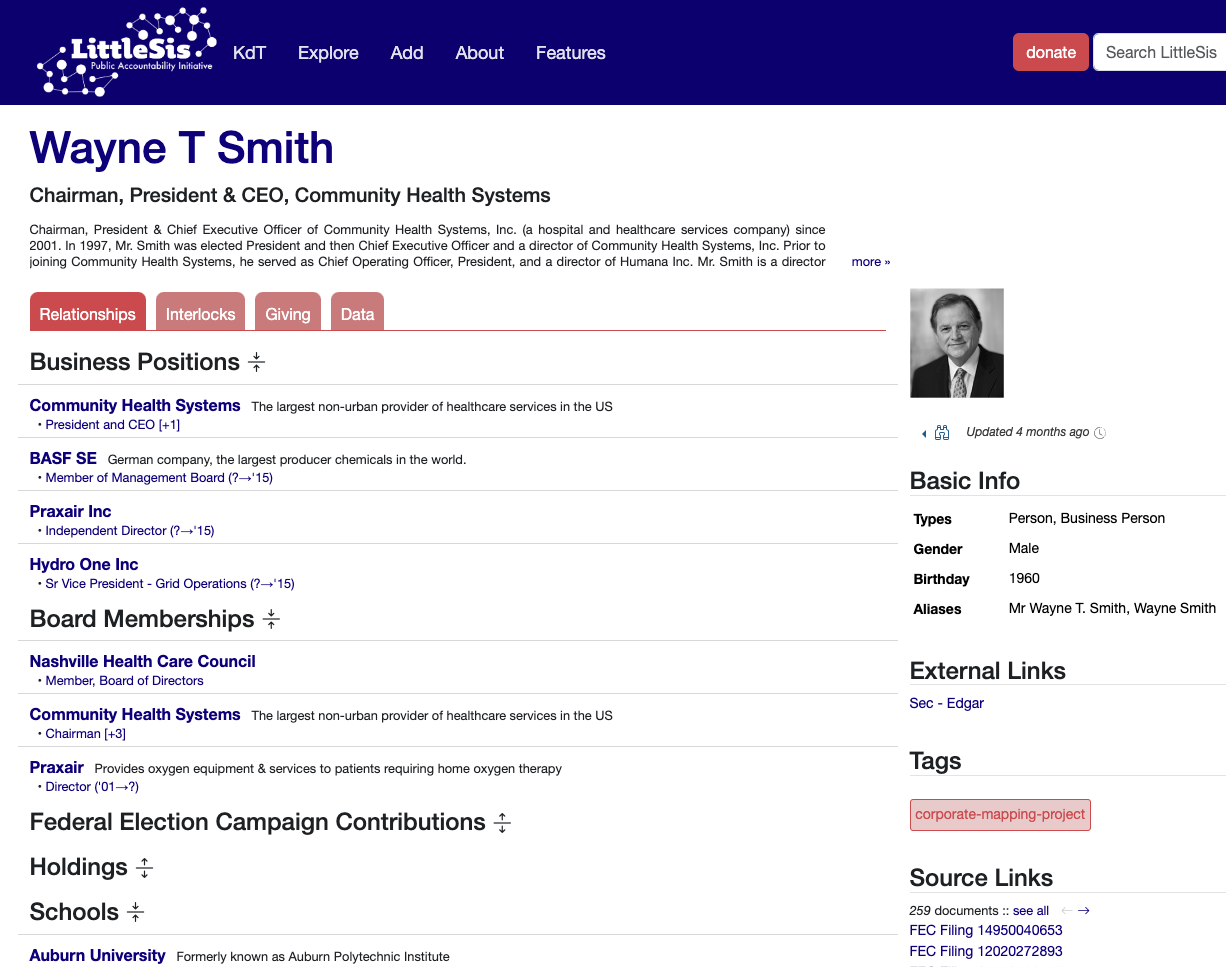 LittleSis
Public Accountability Initiative
KdT Explore Add About Features
donate Search LittleSis
Wayne T Smith
Chairman, President & CEO, Community Health Systems
Chairman, President & Chief Executive Officer of Community Health Systems, Inc. (a hospital and healthcare services company) since
2001. In 1997, Mr. Smith was elected President and then Chief Executive Officer and a director of Community Health Systems, Inc. Prior to
joining Community Health Systems, he served as Chief Operating Officer, President, and a director of Humana Inc. Mr. Smith is a director more »
Relationships Interlocks Giving Data
Business Positions
Community Health Systems The largest non-urban provider of healthcare services in the US
• President and CEO [+1]
BASF SE German company, the largest producer chemicals in the world.
• Member of Management Board (?→'15)
Praxair Inc
• Independent Director (?→'15)
Hydro One Inc
• Sr Vice President - Grid Operations (?→'15)
Board Memberships
Nashville Health Care Council
• Member, Board of Directors
Community Health Systems The largest non-urban provider of healthcare services in the US
• Chairman [+3]
Praxair Provides oxygen equipment & services to patients requiring home oxygen therapy
• Director ('01→?)
Federal Election Campaign Contributions
Holdings
Schools
Auburn University Formerly known as Auburn Polytechnic Institute
Updated 4 months ago
Basic Info
Types Person, Business Person
Gender Male
Birthday 1960
Aliases Mr Wayne T. Smith, Wayne Smith
External Links
Sec - Edgar
Tags
corporate-mapping-project
Source Links
259 documents :: see all ← →
FEC Filing 14950040653
FEC Filing 12020272893